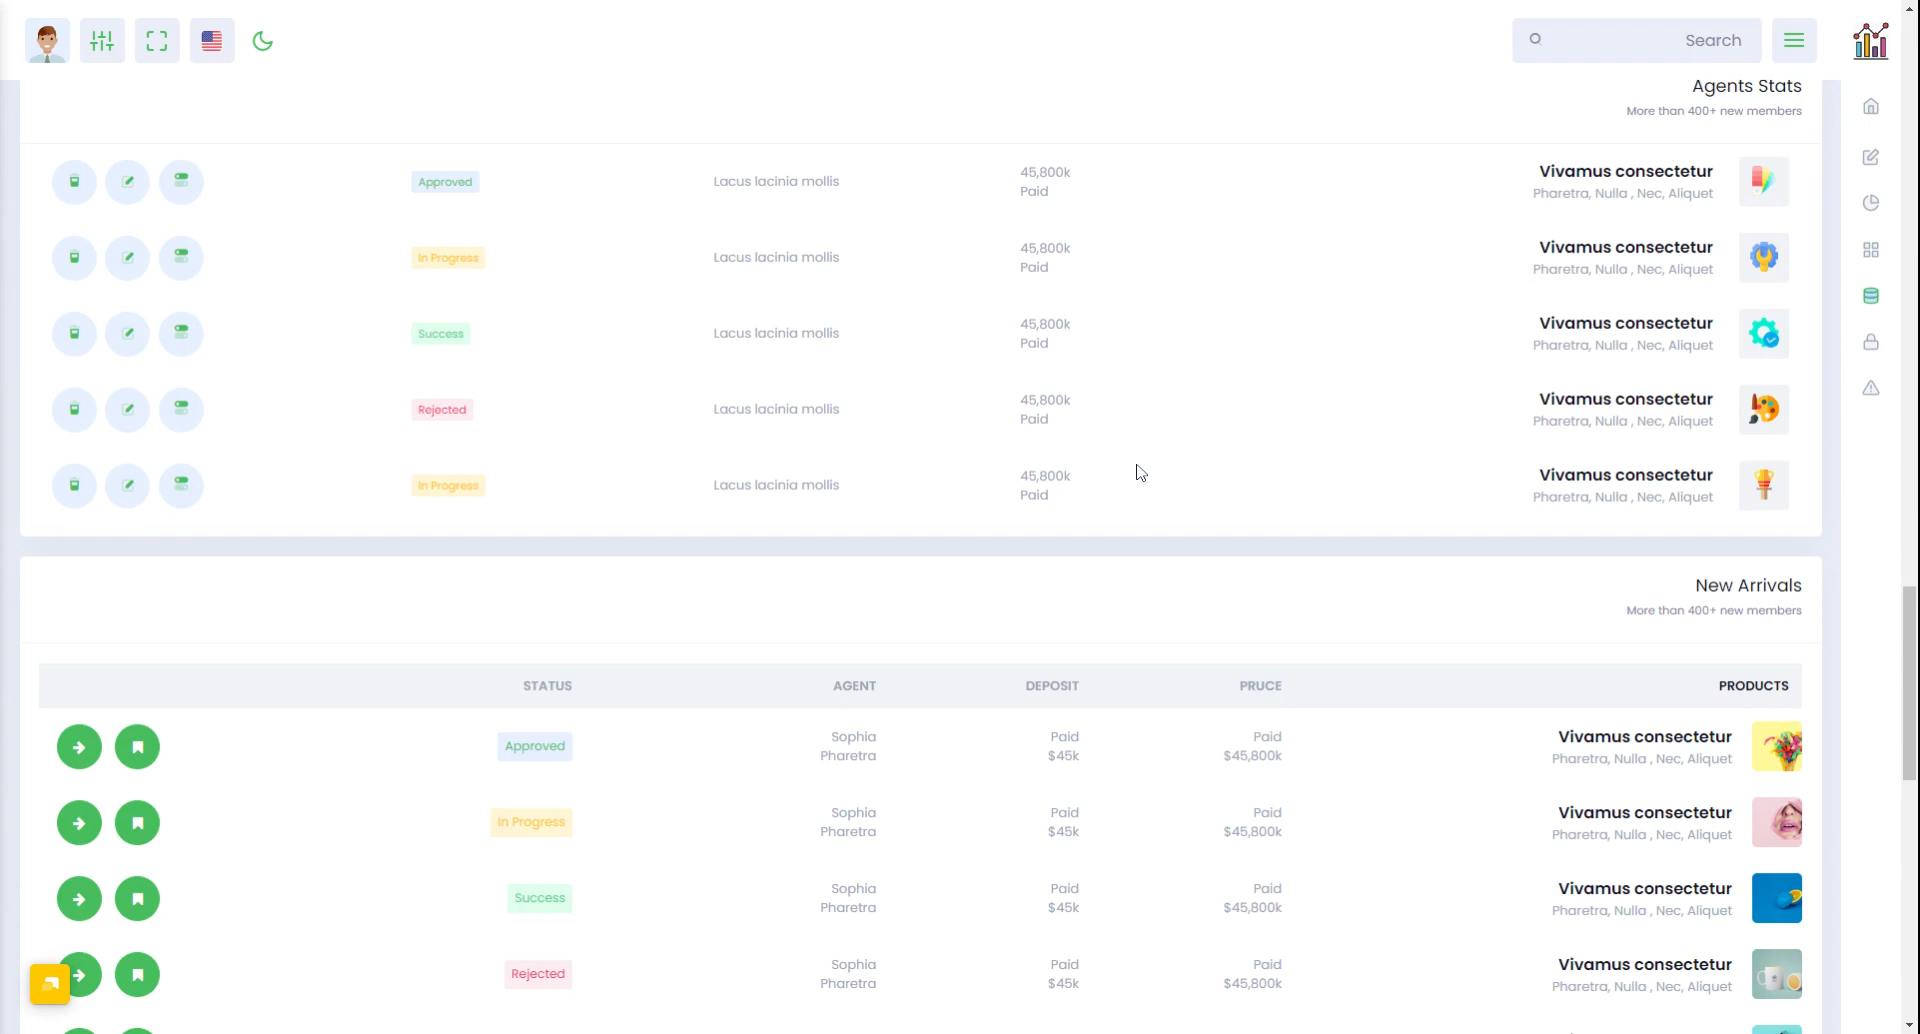 Search
Agents Stats
More than 400+ new members
Approved
Lacus lacinia mollis
45,800k
Paid
Vivamus consectetur
Pharetra, Nulla , Nec, Aliquet
In Progress
Lacus lacinia mollis
45,800k
Paid
Vivamus consectetur
Pharetra, Nulla , Nec, Aliquet
Success
Lacus lacinia mollis
45,800k
Paid
Vivamus consectetur
Pharetra, Nulla , Nec, Aliquet
Rejected
Lacus lacinia mollis
45,800k
Paid
Vivamus consectetur
Pharetra, Nulla , Nec, Aliquet
In Progress
Lacus lacinia mollis
45,800k
Paid
Vivamus consectetur
Pharetra, Nulla , Nec, Aliquet
New Arrivals
More than 400+ new members
STATUS AGENT DEPOSIT PRUCE PRODUCTS
Approved
Sophia
Pharetra
Paid
$45k
Paid
$45,800k
Vivamus consectetur
Pharetra, Nulla , Nec, Aliquet
In Progress
Sophia
Pharetra
Paid
$45k
Paid
$45,800k
Vivamus consectetur
Pharetra, Nulla , Nec, Aliquet
Success
Sophia
Pharetra
Paid
$45k
Paid
$45,800k
Vivamus consectetur
Pharetra, Nulla , Nec, Aliquet
Rejected
Sophia
Pharetra
Paid
$45k
Paid
$45,800k
Vivamus consectetur
Pharetra, Nulla , Nec, Aliquet